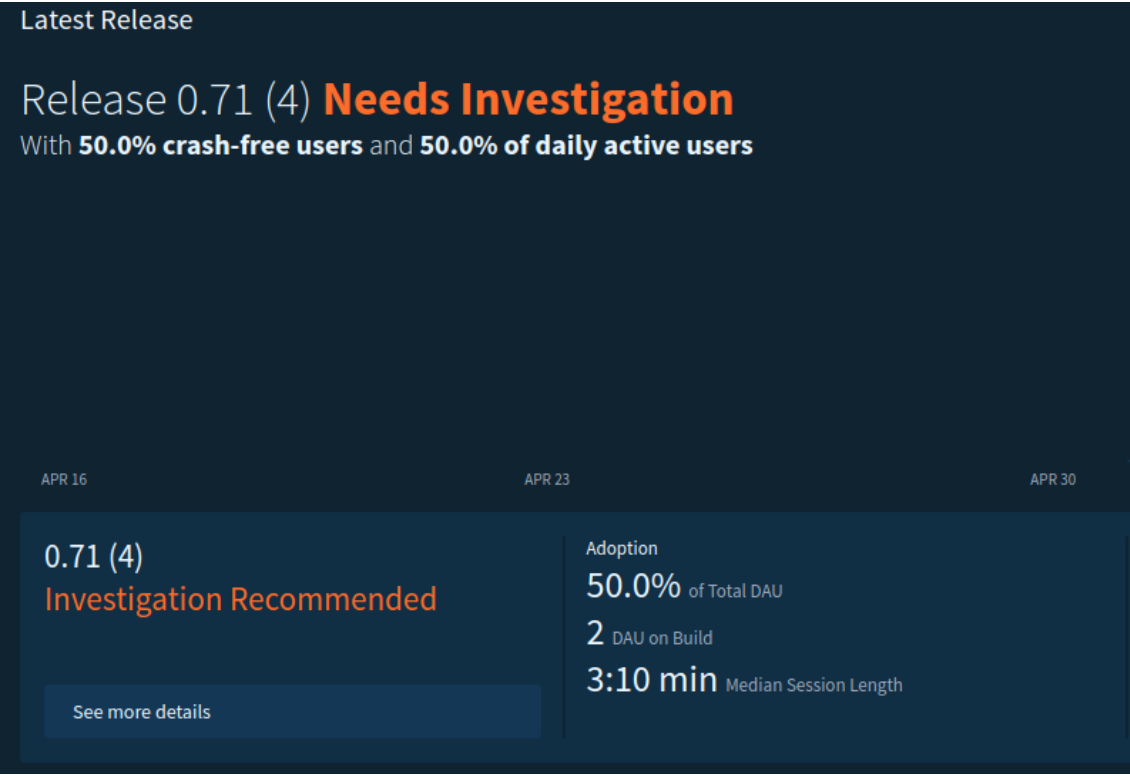 Latest Release
Release 0.71 (4) Needs Investigation
With 50.0% crash-free users and 50.0% of daily active users
APR 16 APR 23 APR 30
0.71 (4)
Investigation Recommended
See more details
Adoption
50.0% of Total DAU
2 DAU on Build
3:10 min Median Session Length